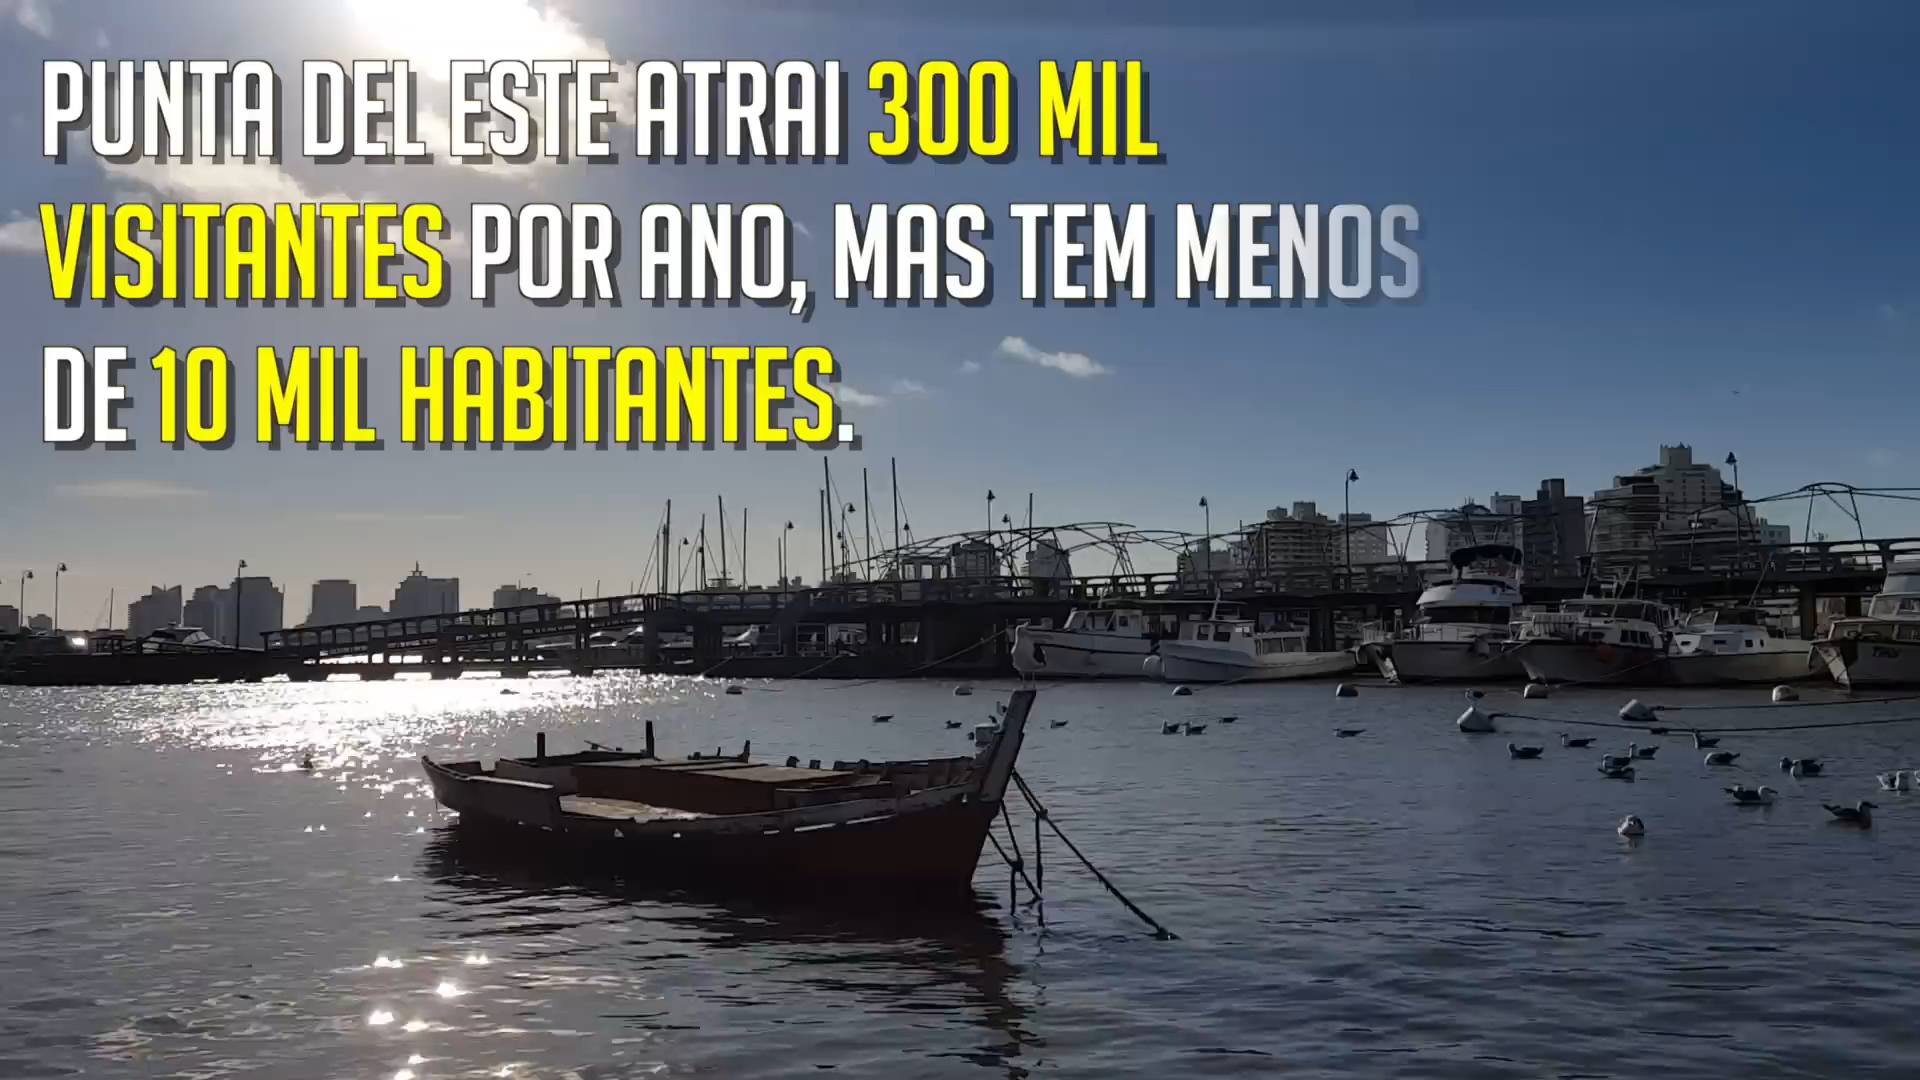 PUNTA DEL ESTE ATRAI 300 MIL
VISITANTES POR ANO, MAS TEM MENOS
DE 10 MIL HABITANTES.